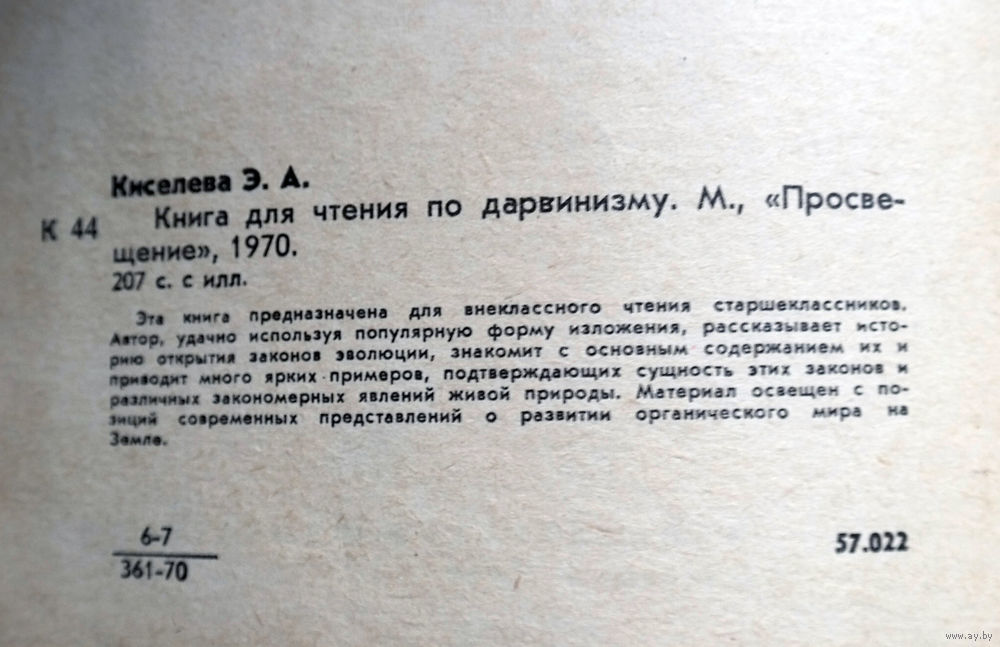 Киселева Э. А.
К 44 Книга для чтения по дарвинизму. М., «Просве-
щение», 1970.
207 с. с илл.
Эта книга предназначена для внеклассного чтения старшеклассников.
Автор, удачно используя популярную форму изложения, рассказывает исто-
рию открытия законов эволюции, знакомит с основным содержанием их и
приводит много ярких примеров, подтверждающих сущность этих законов и
различных закономерных явлений живой природы. Материал освещен с по-
зиций современных представлений о развитии органического мира на
Земле.
6-7
361-70
57.022
www.ay.by